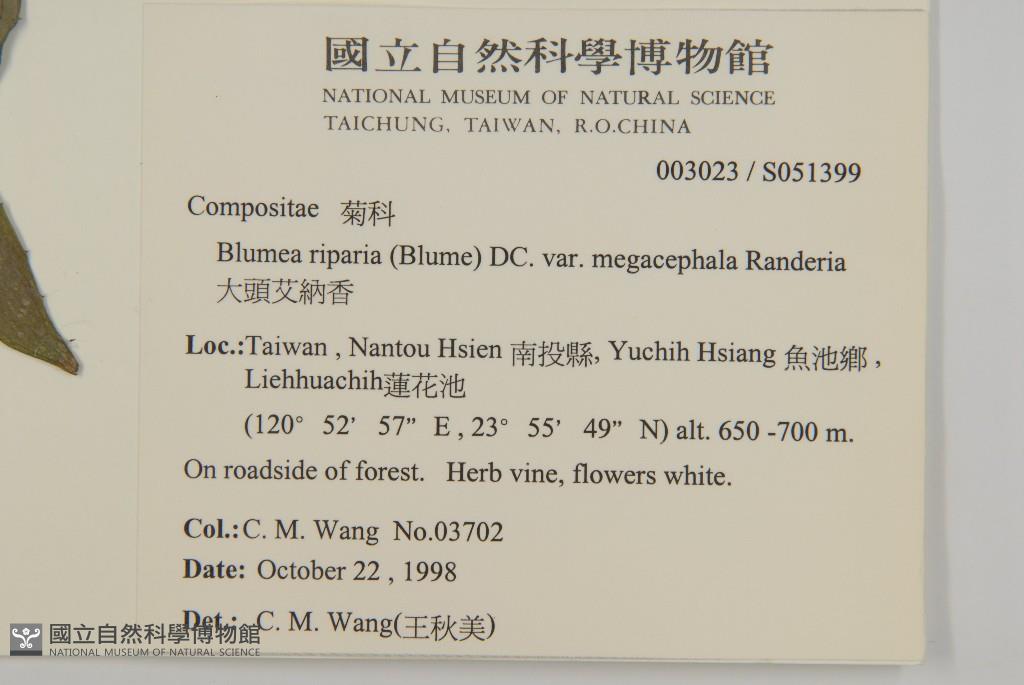 國立自然科學博物館
NATIONAL MUSEUM OF NATURAL SCIENCE
TAICHUNG, TAIWAN, R.O.CHINA
003023 / S051399
Compositae 菊科
Blumea riparia (Blume) DC. var. megacephala Randeria
大頭艾納香
Loc.:Taiwan , Nantou Hsien 南投縣, Yuchih Hsiang 魚池鄉 ,
Liehhuachih蓮花池
(120° 52’ 57” E , 23° 55’ 49” N) alt. 650 -700 m.
On roadside of forest. Herb vine, flowers white.
Col.:C. M. Wang No.03702
Date: October 22 , 1998
Det.: C. M. Wang(王秋美)
國立自然科學博物館
NATIONAL MUSEUM OF NATURAL SCIENCE